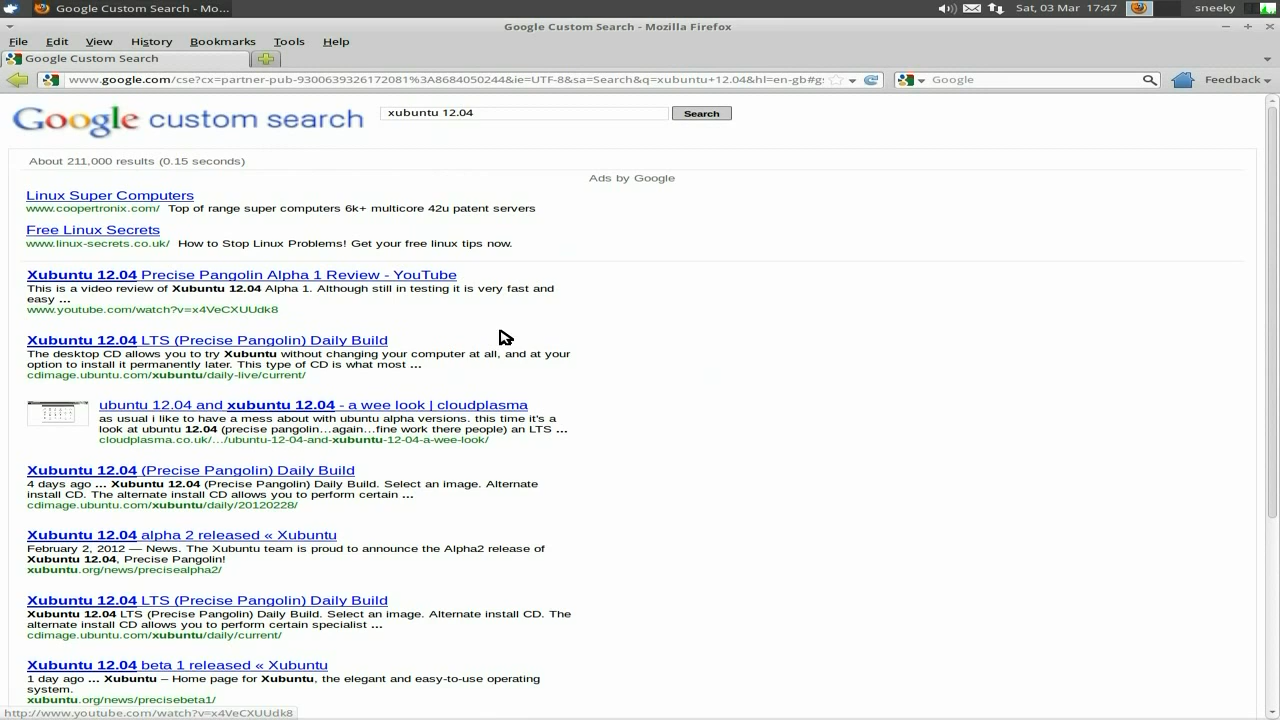 Google Custom Search - Mo...
Sat, 03 Mar 17:47
sneeky
Google Custom Search - Mozilla Firefox
File Edit View History Bookmarks Tools Help
Google Custom Search
www.google.com/cse?cx=partner-pub-9300639326172081%3A8684050244&ie=UTF-8&sa=Search&q=xubuntu+12.04&hl=en-gb#g:
Google
Feedback
Google custom search
xubuntu 12.04
Search
About 211,000 results (0.15 seconds)
Ads by Google
Linux Super Computers
www.coopertronix.com/ Top of range super computers 6k+ multicore 42u patent servers
Free Linux Secrets
www.linux-secrets.co.uk/ How to Stop Linux Problems! Get your free linux tips now.
Xubuntu 12.04 Precise Pangolin Alpha 1 Review - YouTube
This is a video review of Xubuntu 12.04 Alpha 1. Although still in testing it is very fast and
easy ...
www.youtube.com/watch?v=x4VeCXUUdk8
Xubuntu 12.04 LTS (Precise Pangolin) Daily Build
The desktop CD allows you to try Xubuntu without changing your computer at all, and at your
option to install it permanently later. This type of CD is what most ...
cdimage.ubuntu.com/xubuntu/daily-live/current/
ubuntu 12.04 and xubuntu 12.04 - a wee look | cloudplasma
as usual i like to have a mess about with ubuntu alpha versions. this time it's a
look at ubuntu 12.04 (precise pangolin...again...fine work there people) an LTS ...
cloudplasma.co.uk/.../ubuntu-12-04-and-xubuntu-12-04-a-wee-look/
Xubuntu 12.04 (Precise Pangolin) Daily Build
4 days ago ... Xubuntu 12.04 (Precise Pangolin) Daily Build. Select an image. Alternate
install CD. The alternate install CD allows you to perform certain ...
cdimage.ubuntu.com/xubuntu/daily/20120228/
Xubuntu 12.04 alpha 2 released « Xubuntu
February 2, 2012 — News. The Xubuntu team is proud to announce the Alpha2 release of
Xubuntu 12.04, Precise Pangolin!
xubuntu.org/news/precisealpha2/
Xubuntu 12.04 LTS (Precise Pangolin) Daily Build
Xubuntu 12.04 LTS (Precise Pangolin) Daily Build. Select an image. Alternate install CD. The
alternate install CD allows you to perform certain specialist ...
cdimage.ubuntu.com/xubuntu/daily/current/
Xubuntu 12.04 beta 1 released « Xubuntu
1 day ago ... Xubuntu – Home page for Xubuntu, the elegant and easy-to-use operating
system.
xubuntu.org/news/precisebeta1/
http://www.youtube.com/watch?v=x4VeCXUUdk8